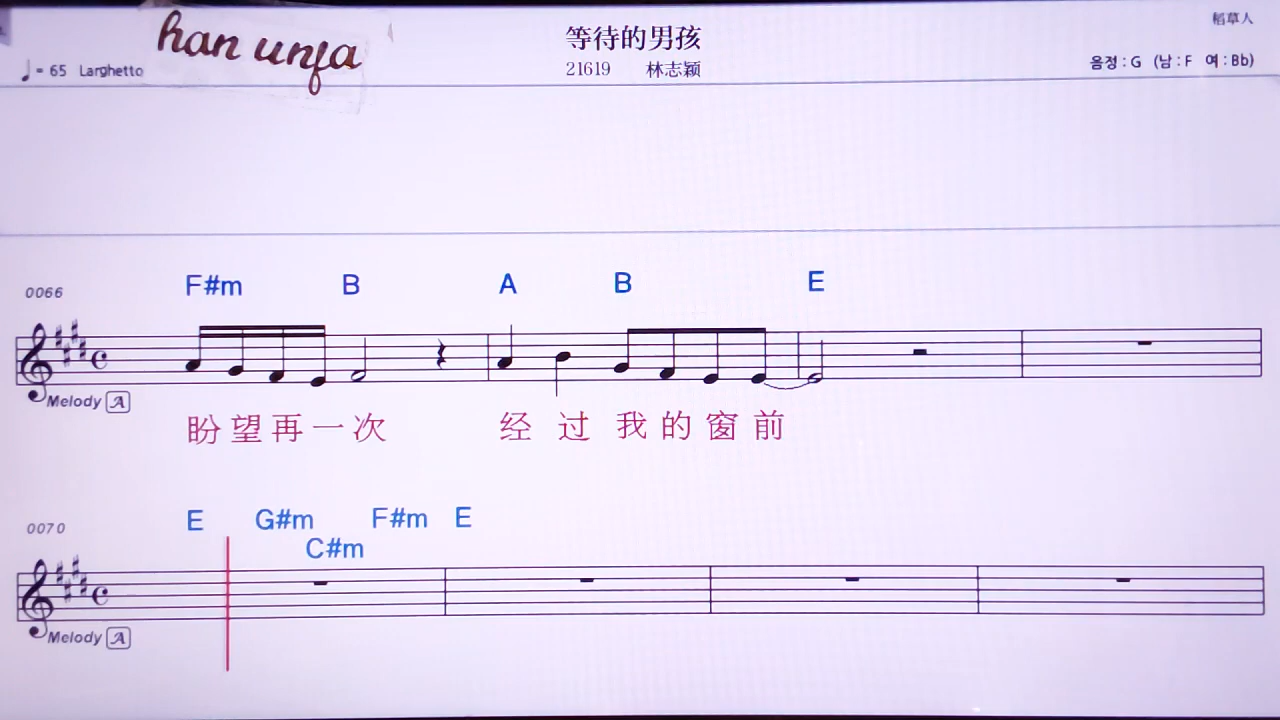 han unfa
♩= 65 Larghetto
等待的男孩
21619 林志颖
稻草人
음정 : G (남 : F 여 : Bb)
0066
F#m B A B E
Melody A
盼望再一次 经过我的窗前
0070
E G#m F#m E
C#m
Melody A